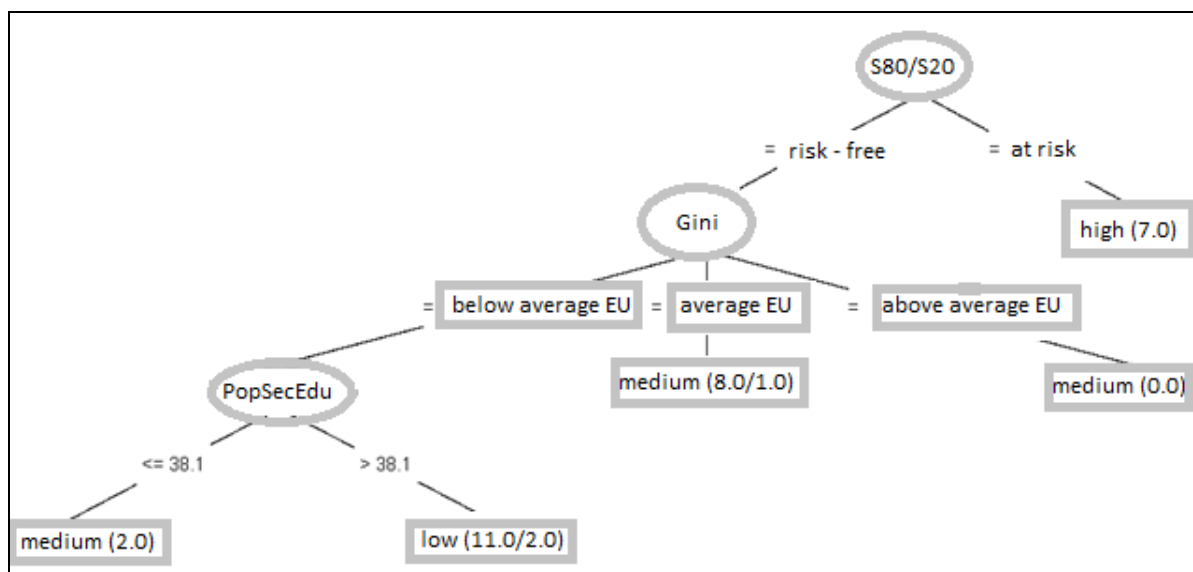 S80/S20
= risk - free
= at risk
Gini
high (7.0)
= below average EU
= average EU
= above average EU
PopSecEdu
medium (8.0/1.0)
medium (0.0)
<= 38.1
> 38.1
medium (2.0)
low (11.0/2.0)